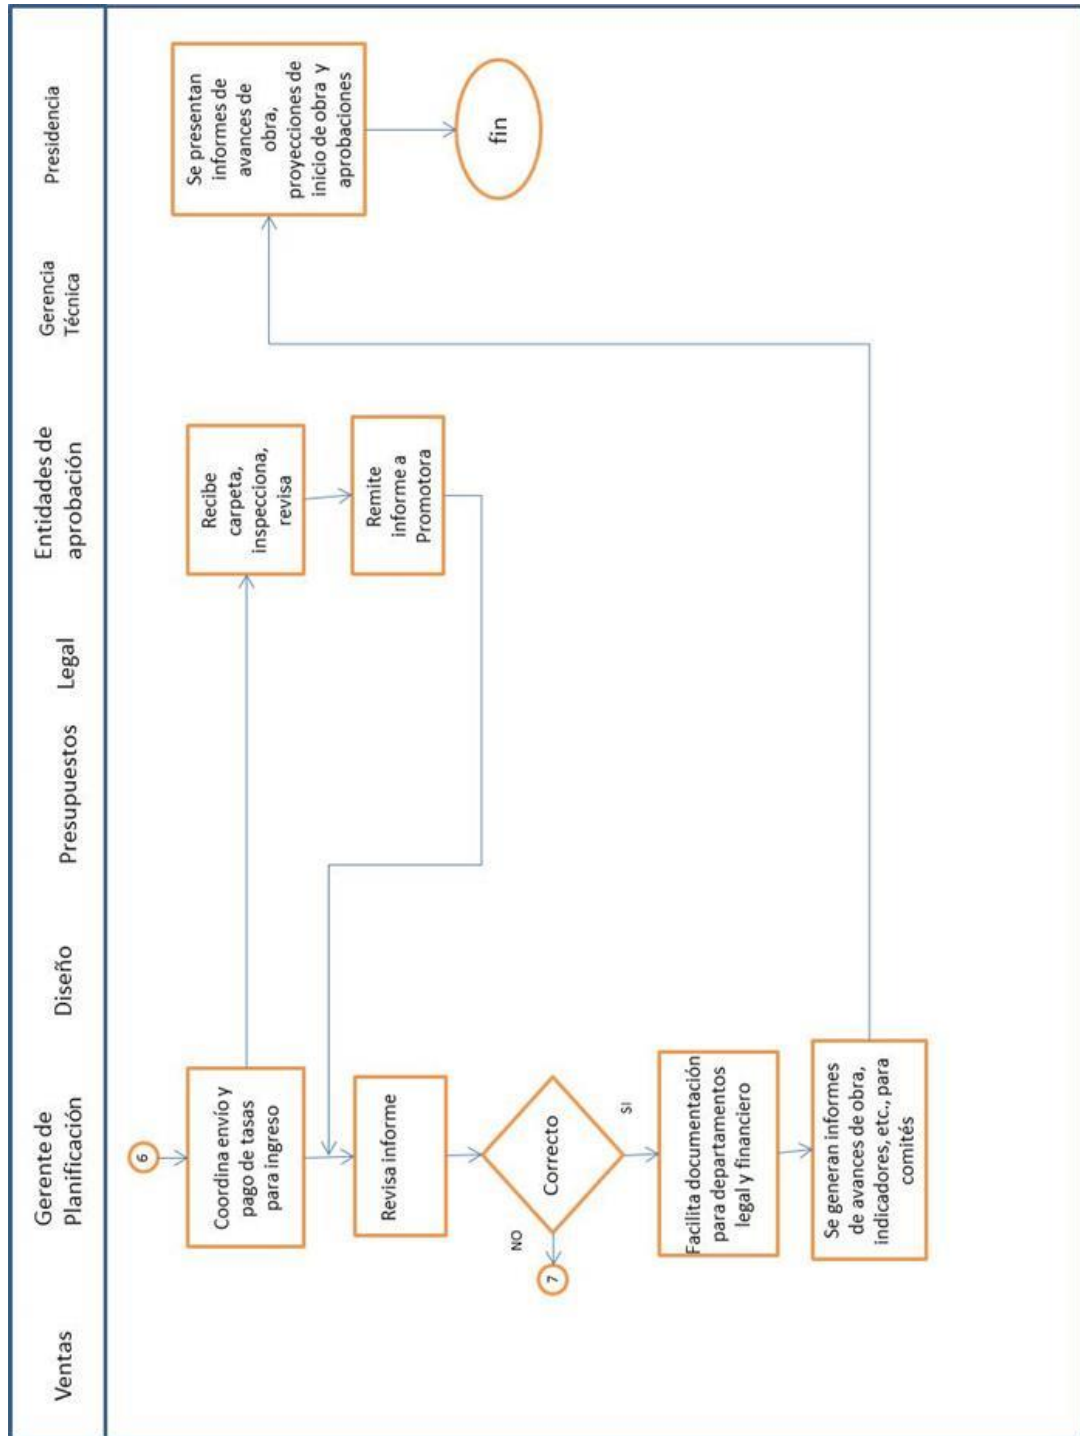 Ventas
Gerente de
Planificación
Diseño
Presupuestos
Legal
Entidades de
aprobación
Gerencia
Técnica
Presidencia
6
Coordina envío y
pago de tasas
para ingreso
Recibe
carpeta,
inspecciona,
revisa
Remite
informe a
Promotora
Revisa informe
Correcto
NO
7
SI
Facilita documentación
para departamentos
legal y financiero
Se generan informes
de avances de obra,
indicadores, etc., para
comités
Se presentan
informes de
avances de
obra,
proyecciones de
inicio de obra y
aprobaciones
fin